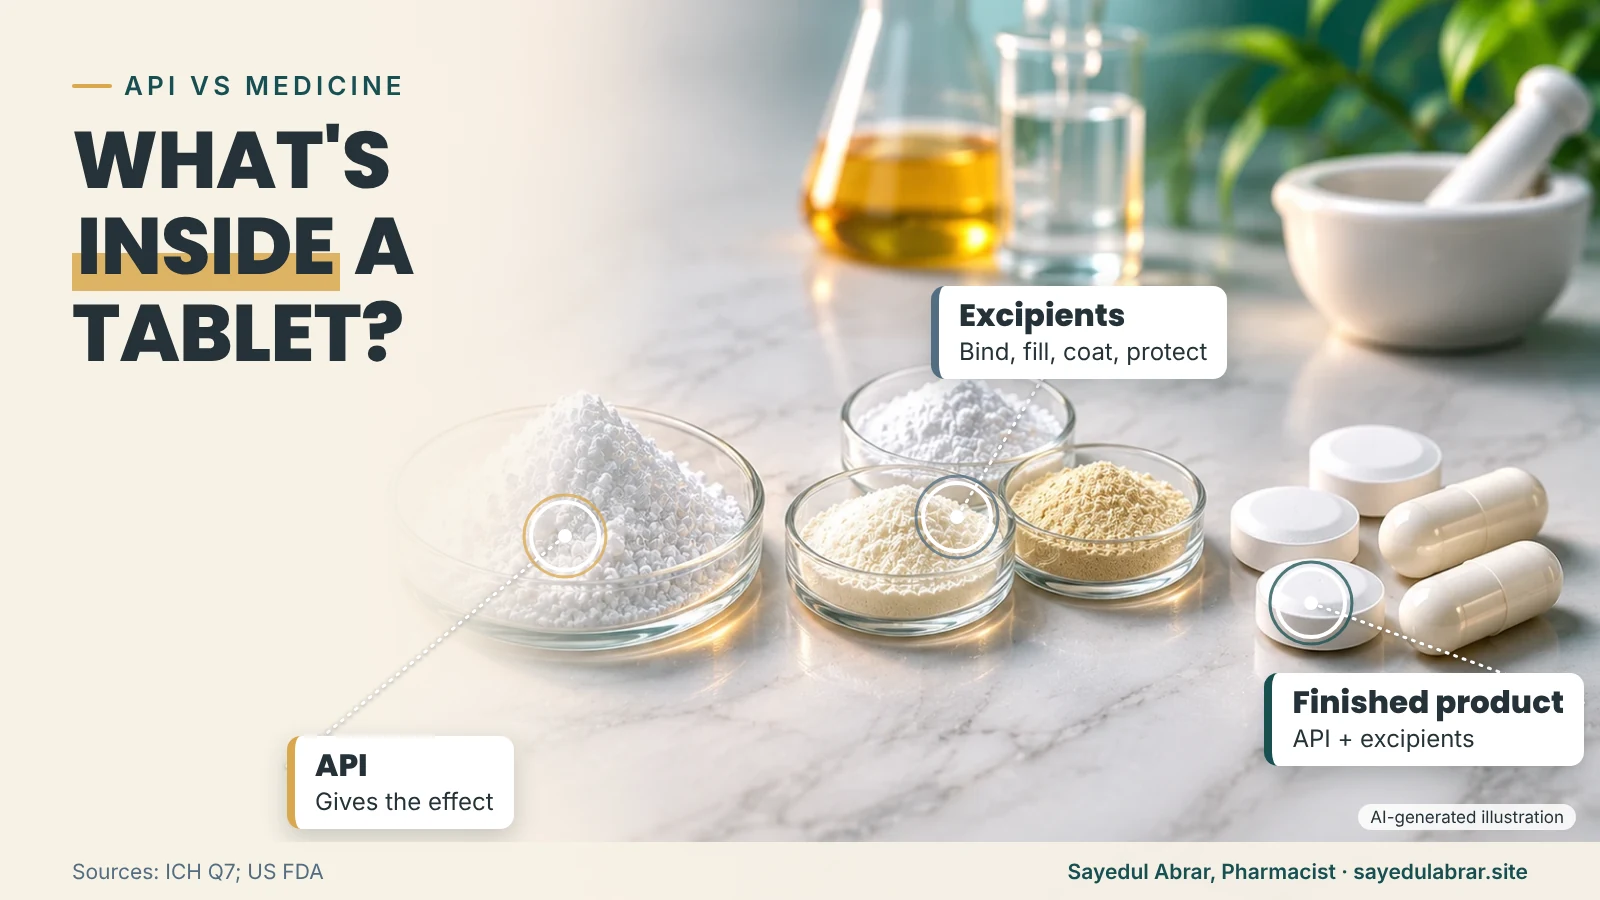 API VS MEDICINE
WHAT'S
INSIDE A
TABLET?
Excipients
Bind, fill, coat, protect
Finished product
API + excipients
API
Gives the effect
AI-generated illustration
Sources: ICH Q7; US FDA
Sayedul Abrar, Pharmacist · sayedulabrar.site